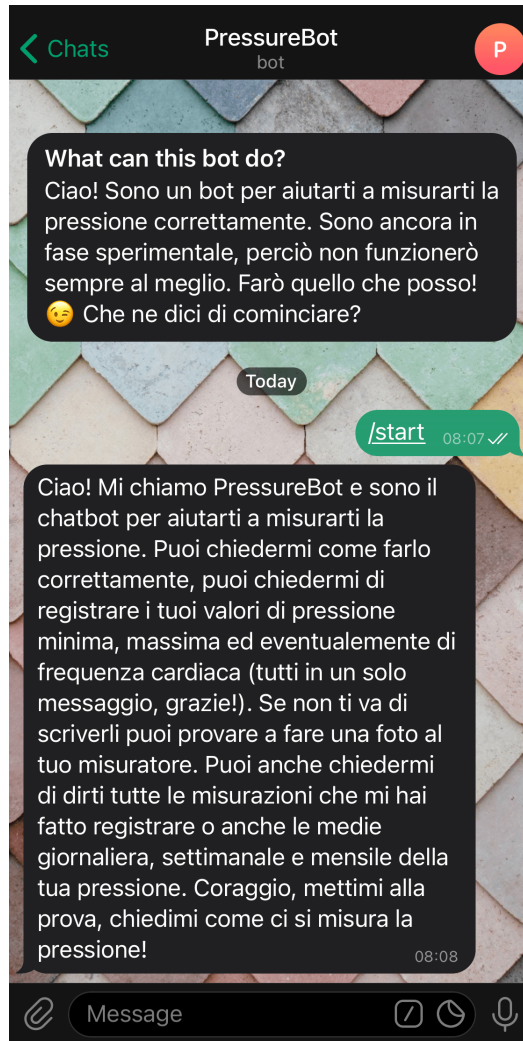 Chats
PressureBot
bot
P
What can this bot do?
Ciao! Sono un bot per aiutarti a misurarti la
pressione correttamente. Sono ancora in
fase sperimentale, perciò non funzionerò
sempre al meglio. Farò quello che posso!
😉 Che ne dici di cominciare?
Today
/start 08:07
Ciao! Mi chiamo PressureBot e sono il
chatbot per aiutarti a misurarti la
pressione. Puoi chiedermi come farlo
correttamente, puoi chiedermi di
registrare i tuoi valori di pressione
minima, massima ed eventualemente di
frequenza cardiaca (tutti in un solo
messaggio, grazie!). Se non ti va di
scriverli puoi provare a fare una foto al
tuo misuratore. Puoi anche chiedermi
di dirti tutte le misurazioni che mi hai
fatto registrare o anche le medie
giornaliera, settimanale e mensile della
tua pressione. Coraggio, mettimi alla
prova, chiedimi come ci si misura la
pressione! 08:08
Message